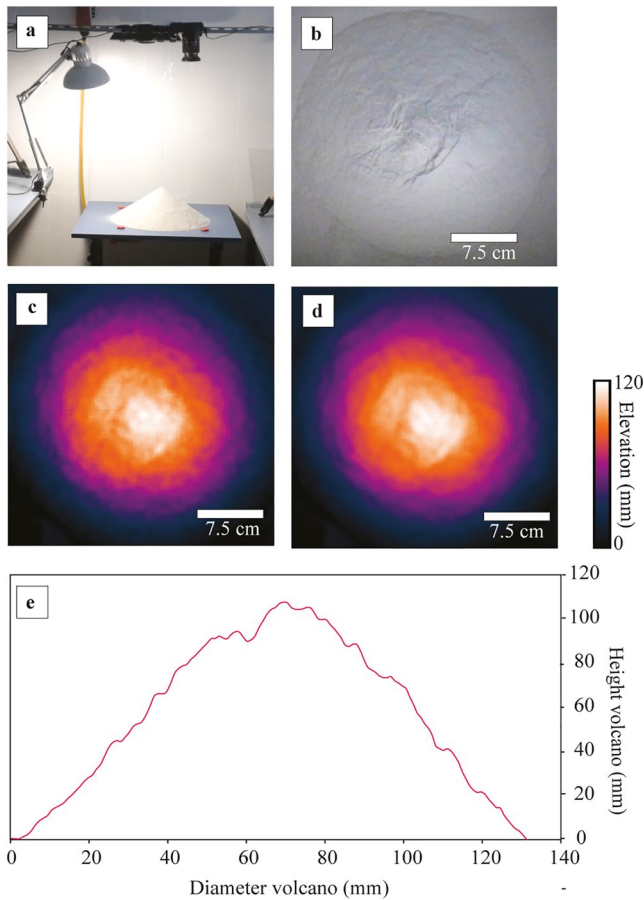 a
b
7.5 cm
c
d
7.5 cm
7.5 cm
120
Elevation (mm)
0
e
120
100
80
60
40
20
0
Height volcano (mm)
0 20 40 60 80 100 120 140
Diameter volcano (mm) -